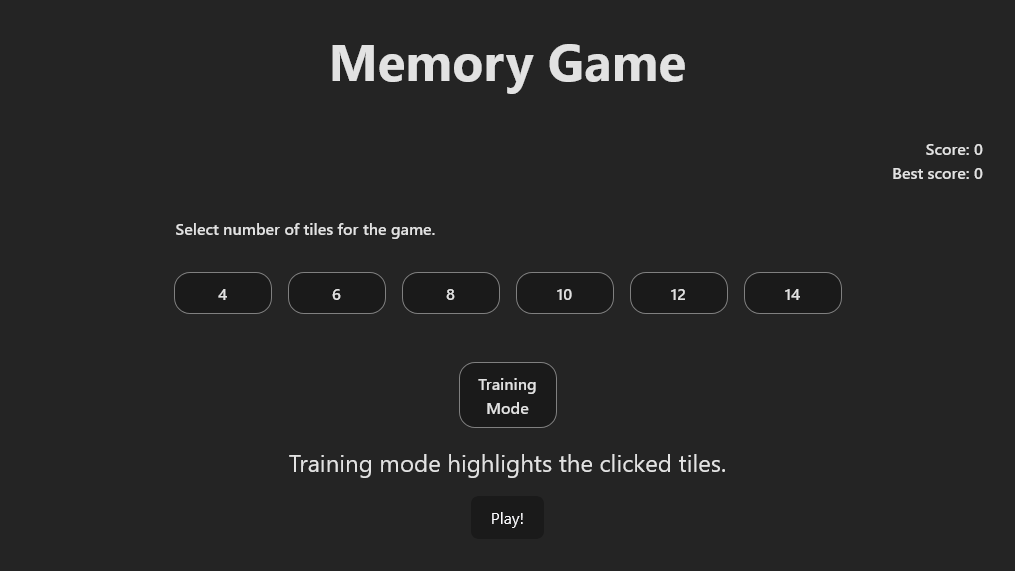 Memory Game
Score: 0
Best score: 0
Select number of tiles for the game.
4 6 8 10 12 14
Training
Mode
Training mode highlights the clicked tiles.
Play!